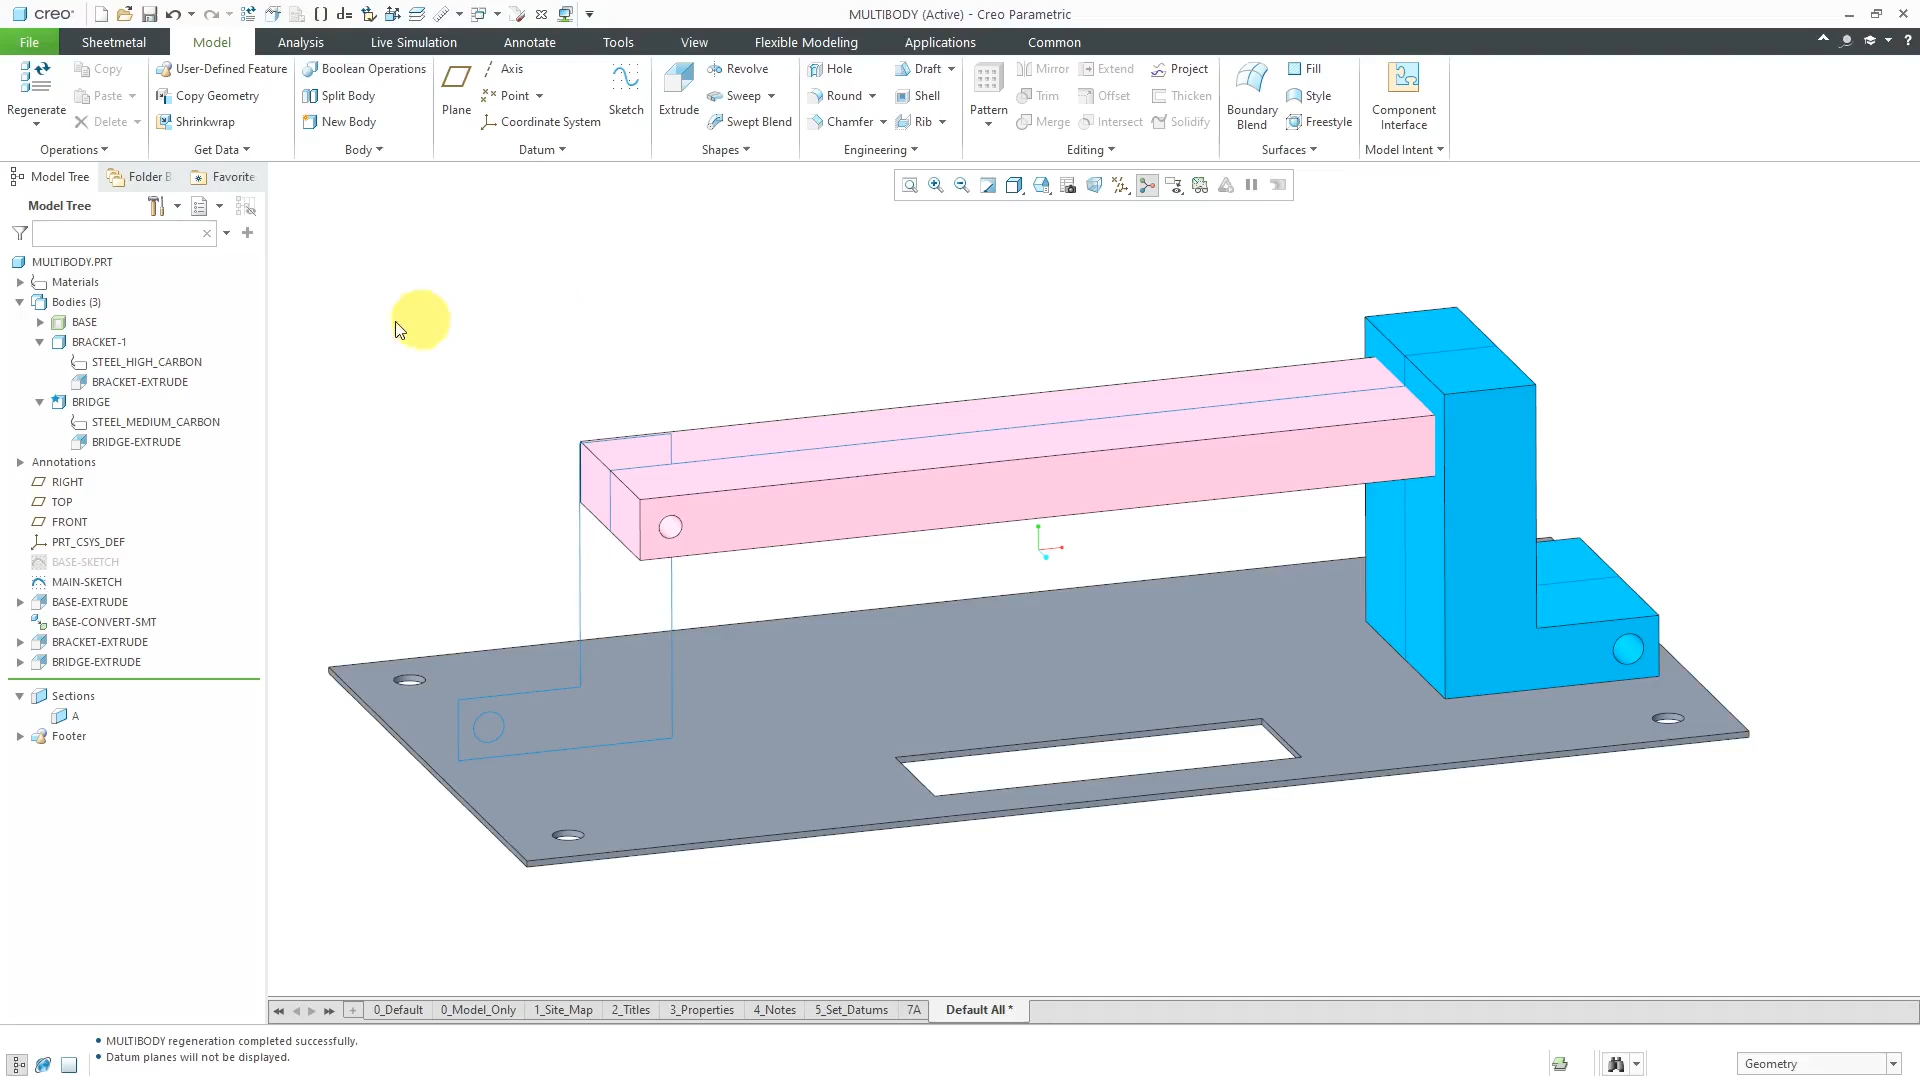 creo
MULTIBODY (Active) - Creo Parametric
File
Sheetmetal
Model
Analysis
Live Simulation
Annotate
Tools
View
Flexible Modeling
Applications
Common
Regenerate
Copy
Paste
Delete
Operations
User-Defined Feature
Copy Geometry
Shrinkwrap
Get Data
Boolean Operations
Split Body
New Body
Body
Plane
Axis
Point
Coordinate System
Sketch
Datum
Extrude
Revolve
Sweep
Swept Blend
Shapes
Hole
Round
Chamfer
Draft
Shell
Rib
Engineering
Pattern
Mirror
Extend
Project
Trim
Offset
Thicken
Merge
Intersect
Solidify
Editing
Boundary
Blend
Fill
Style
Freestyle
Surfaces
Component
Interface
Model Intent
Model Tree
Folder B
Favorite
Model Tree
MULTIBODY.PRT
Materials
Bodies (3)
BASE
BRACKET-1
STEEL_HIGH_CARBON
BRACKET-EXTRUDE
BRIDGE
STEEL_MEDIUM_CARBON
BRIDGE-EXTRUDE
Annotations
RIGHT
TOP
FRONT
PRT_CSYS_DEF
BASE-SKETCH
MAIN-SKETCH
BASE-EXTRUDE
BASE-CONVERT-SMT
BRACKET-EXTRUDE
BRIDGE-EXTRUDE
Sections
A
Footer
0_Default
0_Model_Only
1_Site_Map
2_Titles
3_Properties
4_Notes
5_Set_Datums
7A
Default All *
• MULTIBODY regeneration completed successfully.
• Datum planes will not be displayed.
Geometry